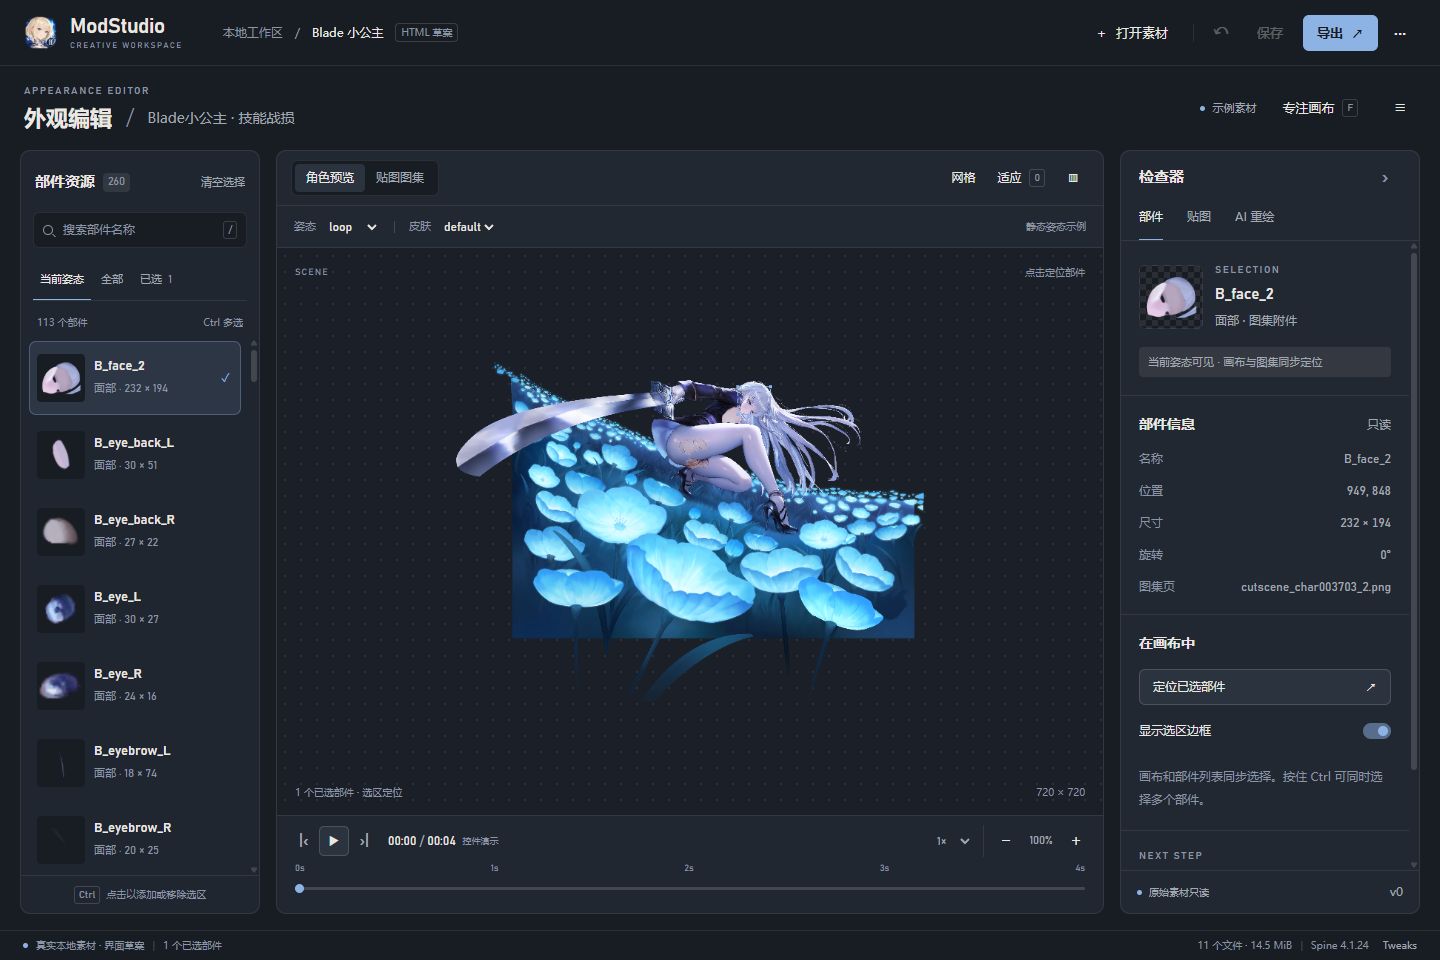 ModStudio
CREATIVE WORKSPACE
本地工作区 / Blade 小公主 HTML 草案
+ 打开素材
保存
导出 ↗
···
APPEARANCE EDITOR
外观编辑 / Blade小公主 · 技能战损
示例素材
专注画布 F
部件资源 260
清空选择
搜索部件名称 /
当前姿态 全部 已选 1
113 个部件
Ctrl 多选
B_face_2
面部 · 232 × 194
B_eye_back_L
面部 · 30 × 51
B_eye_back_R
面部 · 27 × 22
B_eye_L
面部 · 30 × 27
B_eye_R
面部 · 24 × 16
B_eyebrow_L
面部 · 18 × 74
B_eyebrow_R
面部 · 20 × 25
Ctrl 点击以添加或移除选区
角色预览 贴图图集
网格 适应 0
姿态 loop 皮肤 default
静态姿态示例
SCENE
点击定位部件
1 个已选部件 · 选区定位
720 × 720
00:00 / 00:04 控件演示
1× − 100% +
0s 1s 2s 3s 4s
检查器
部件 贴图 AI 重绘
SELECTION
B_face_2
面部 · 图集附件
当前姿态可见 · 画布与图集同步定位
部件信息 只读
名称 B_face_2
位置 949, 848
尺寸 232 × 194
旋转 0°
图集页 cutscene_char003703_2.png
在画布中
定位已选部件 ↗
显示选区边框
画布和部件列表同步选择。按住 Ctrl 可同时选
择多个部件。
NEXT STEP
原始素材只读 v0
真实本地素材 · 界面草案 | 1 个已选部件
11 个文件 · 14.5 MiB | Spine 4.1.24 Tweaks